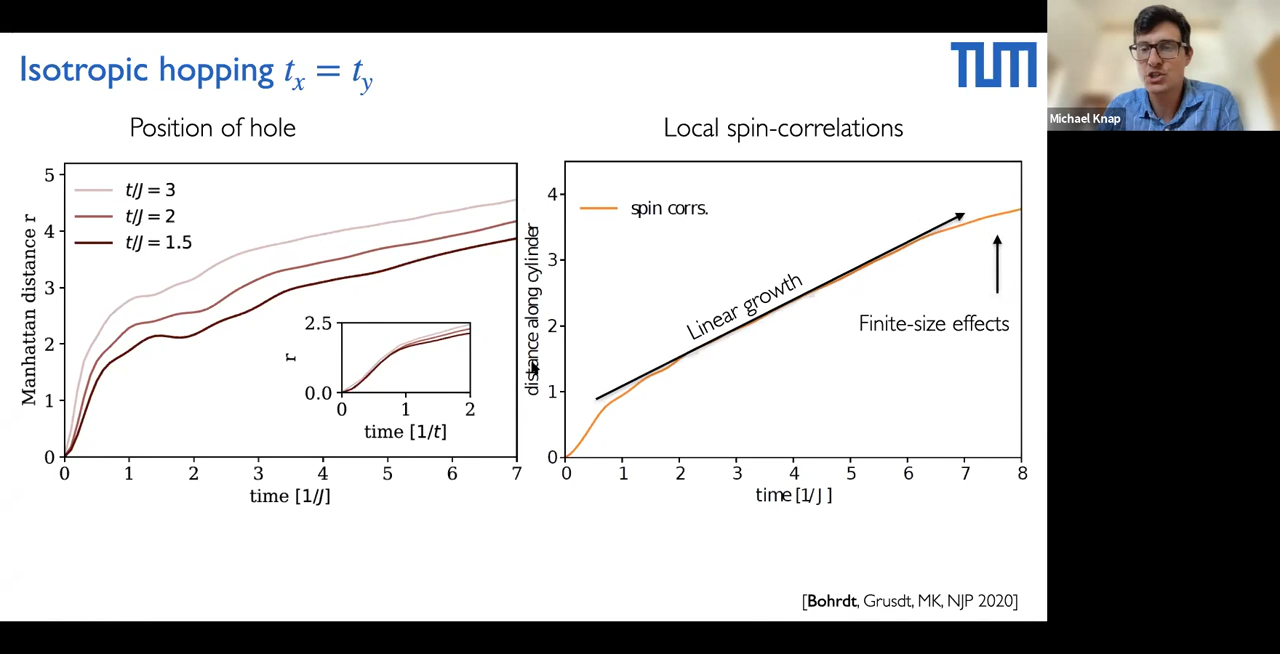 Isotropic hopping tₓ = t_y
TUM
Michael Knap
Position of hole
Local spin-correlations
Manhattan distance r
5
4
3
2
1
0
t/J = 3
t/J = 2
t/J = 1.5
0 1 2 3 4 5 6 7
time [1/J]
r
2.5
0.0
0 1 2
time [1/t]
distance along cylinder
4
3
2
1
0
spin corrs.
Linear growth
Finite-size effects
0 1 2 3 4 5 6 7 8
time [1/J]
[Bohrdt, Grusdt, MK, NJP 2020]